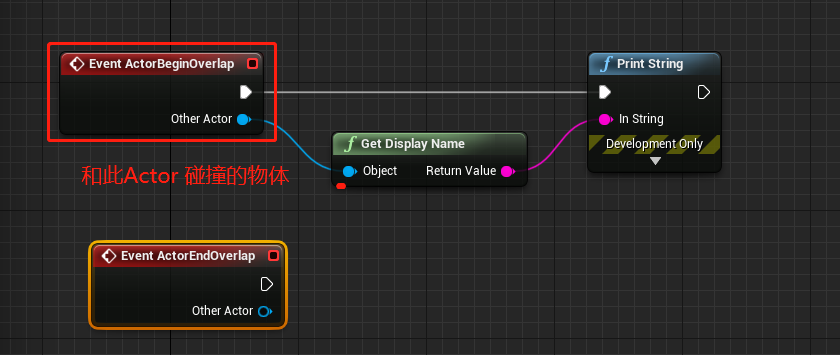 Event ActorBeginOverlap
Other Actor
f Print String
In String
Development Only
f Get Display Name
Object
Return Value
和此Actor 碰撞的物体
Event ActorEndOverlap
Other Actor